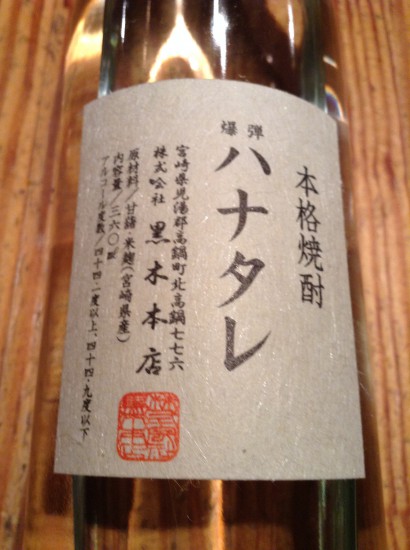 本格焼酎
爆弾
ハナタレ
宮崎県児湯郡高鍋町北高鍋七七六
株式会社 黒木本店
原材料/甘藷・米麹(宮崎県産)
内容量/三六〇㎖
アルコール度数/四十四・一度以上、四十四・九度以下